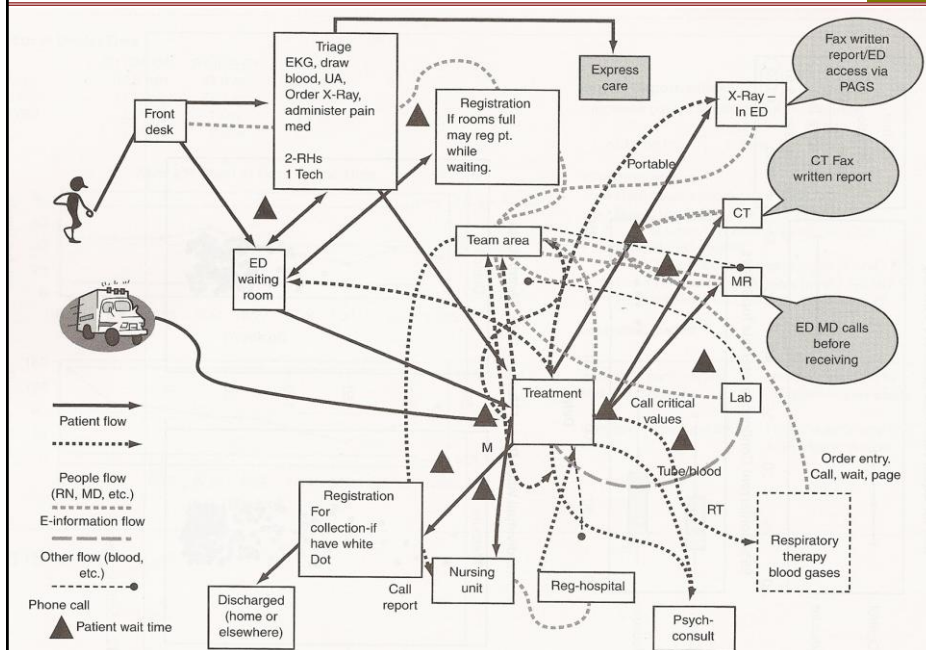 Triage
EKG, draw
blood, UA,
Order X-Ray,
administer pain
med
2-RHs
1 Tech
Front
desk
Express
care
Registration
If rooms full
may reg pt.
while
waiting.
X-Ray –
In ED
Fax written
report/ED
access via
PAGS
Portable
CT Fax
written report
CT
Team area
ED
waiting
room
MR
ED MD calls
before
receiving
Treatment
Call critical
values
Lab
M
Tube/blood
Order entry.
Call, wait, page
RT
Respiratory
therapy
blood gases
Patient flow
People flow
(RN, MD, etc.)
E-information flow
Other flow (blood,
etc.)
Phone call
Patient wait time
Registration
For
collection-if
have white
Dot
Discharged
(home or
elsewhere)
Call
report
Nursing
unit
Reg-hospital
Psych-
consult